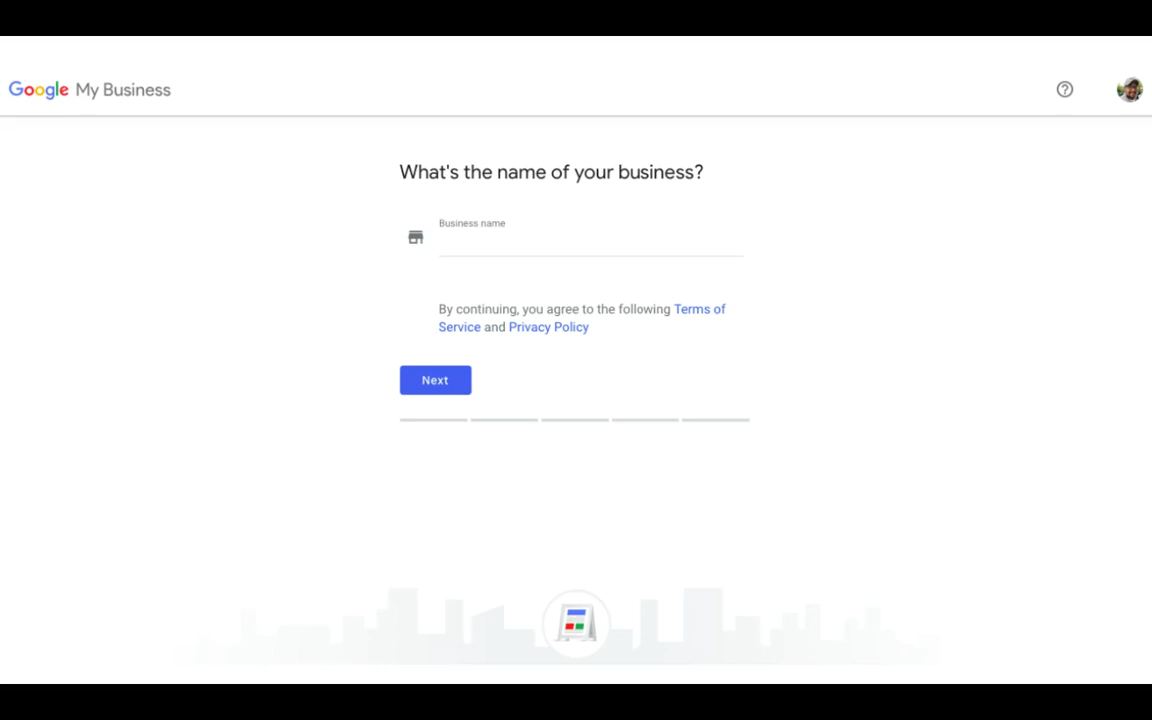 Google My Business
What's the name of your business?
Business name
By continuing, you agree to the following Terms of
Service and Privacy Policy
Next